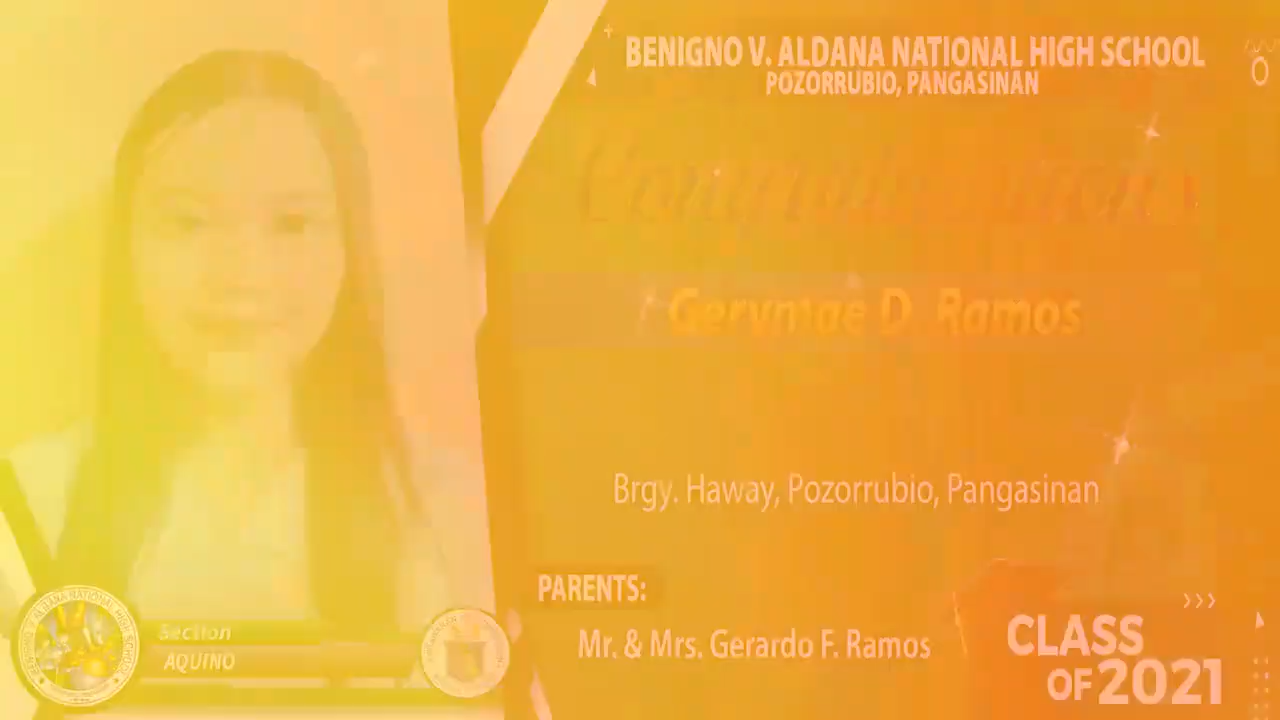 BENIGNO V. ALDANA NATIONAL HIGH SCHOOL
POZORRUBIO, PANGASINAN
Gerymae D. Ramos
Brgy. Haway, Pozorrubio, Pangasinan
PARENTS:
Mr. & Mrs. Gerardo F. Ramos
Section
AQUINO
CLASS
OF 2021